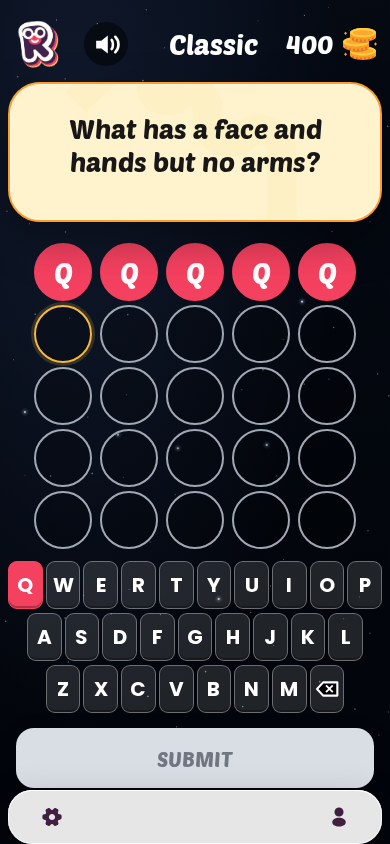 R
Classic
400
What has a face and
hands but no arms?
Q Q Q Q Q
Q W E R T Y U I O P
A S D F G H J K L
Z X C V B N M
SUBMIT